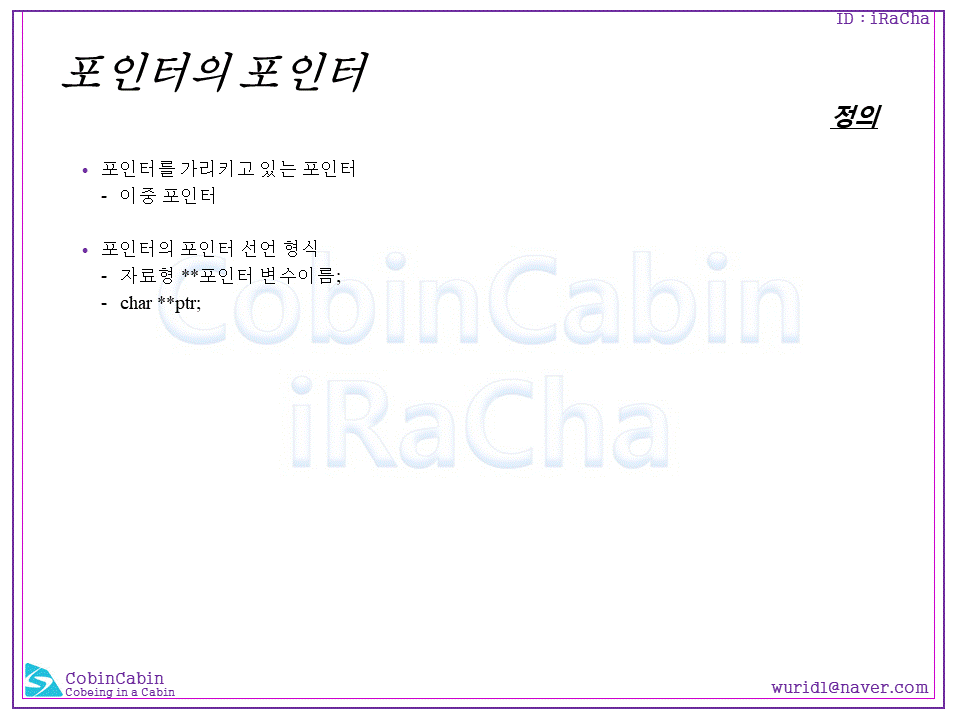 ID : iRaCha
포인터의 포인터
정의
• 포인터를 가리키고 있는 포인터
- 이중 포인터
• 포인터의 포인터 선언 형식
- 자료형 **포인터 변수이름;
- char **ptr;
CobinCabin
iRaCha
CobinCabin
Cobeing in a Cabin
wurid1@naver.com